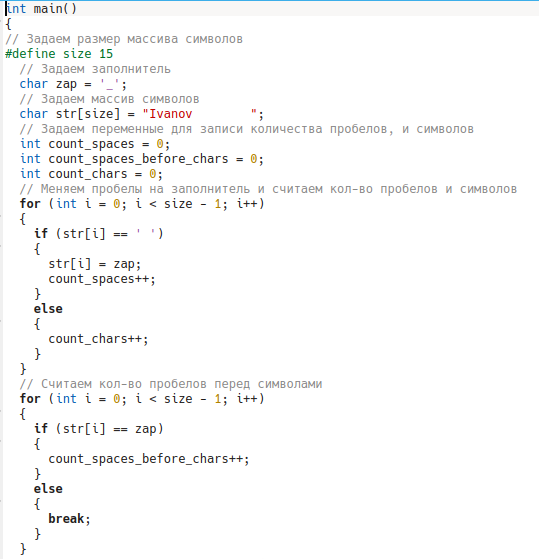 int main()
{
// Задаем размер массива символов
#define size 15
  // Задаем заполнитель
  char zap = '_';
  // Задаем массив символов
  char str[size] = "Ivanov        ";
  // Задаем переменные для записи количества пробелов, и символов
  int count_spaces = 0;
  int count_spaces_before_chars = 0;
  int count_chars = 0;
  // Меняем пробелы на заполнитель и считаем кол-во пробелов и символов
  for (int i = 0; i < size - 1; i++)
  {
    if (str[i] == ' ')
    {
      str[i] = zap;
      count_spaces++;
    }
    else
    {
      count_chars++;
    }
  }
  // Считаем кол-во пробелов перед символами
  for (int i = 0; i < size - 1; i++)
  {
    if (str[i] == zap)
    {
      count_spaces_before_chars++;
    }
    else
    {
      break;
    }
  }